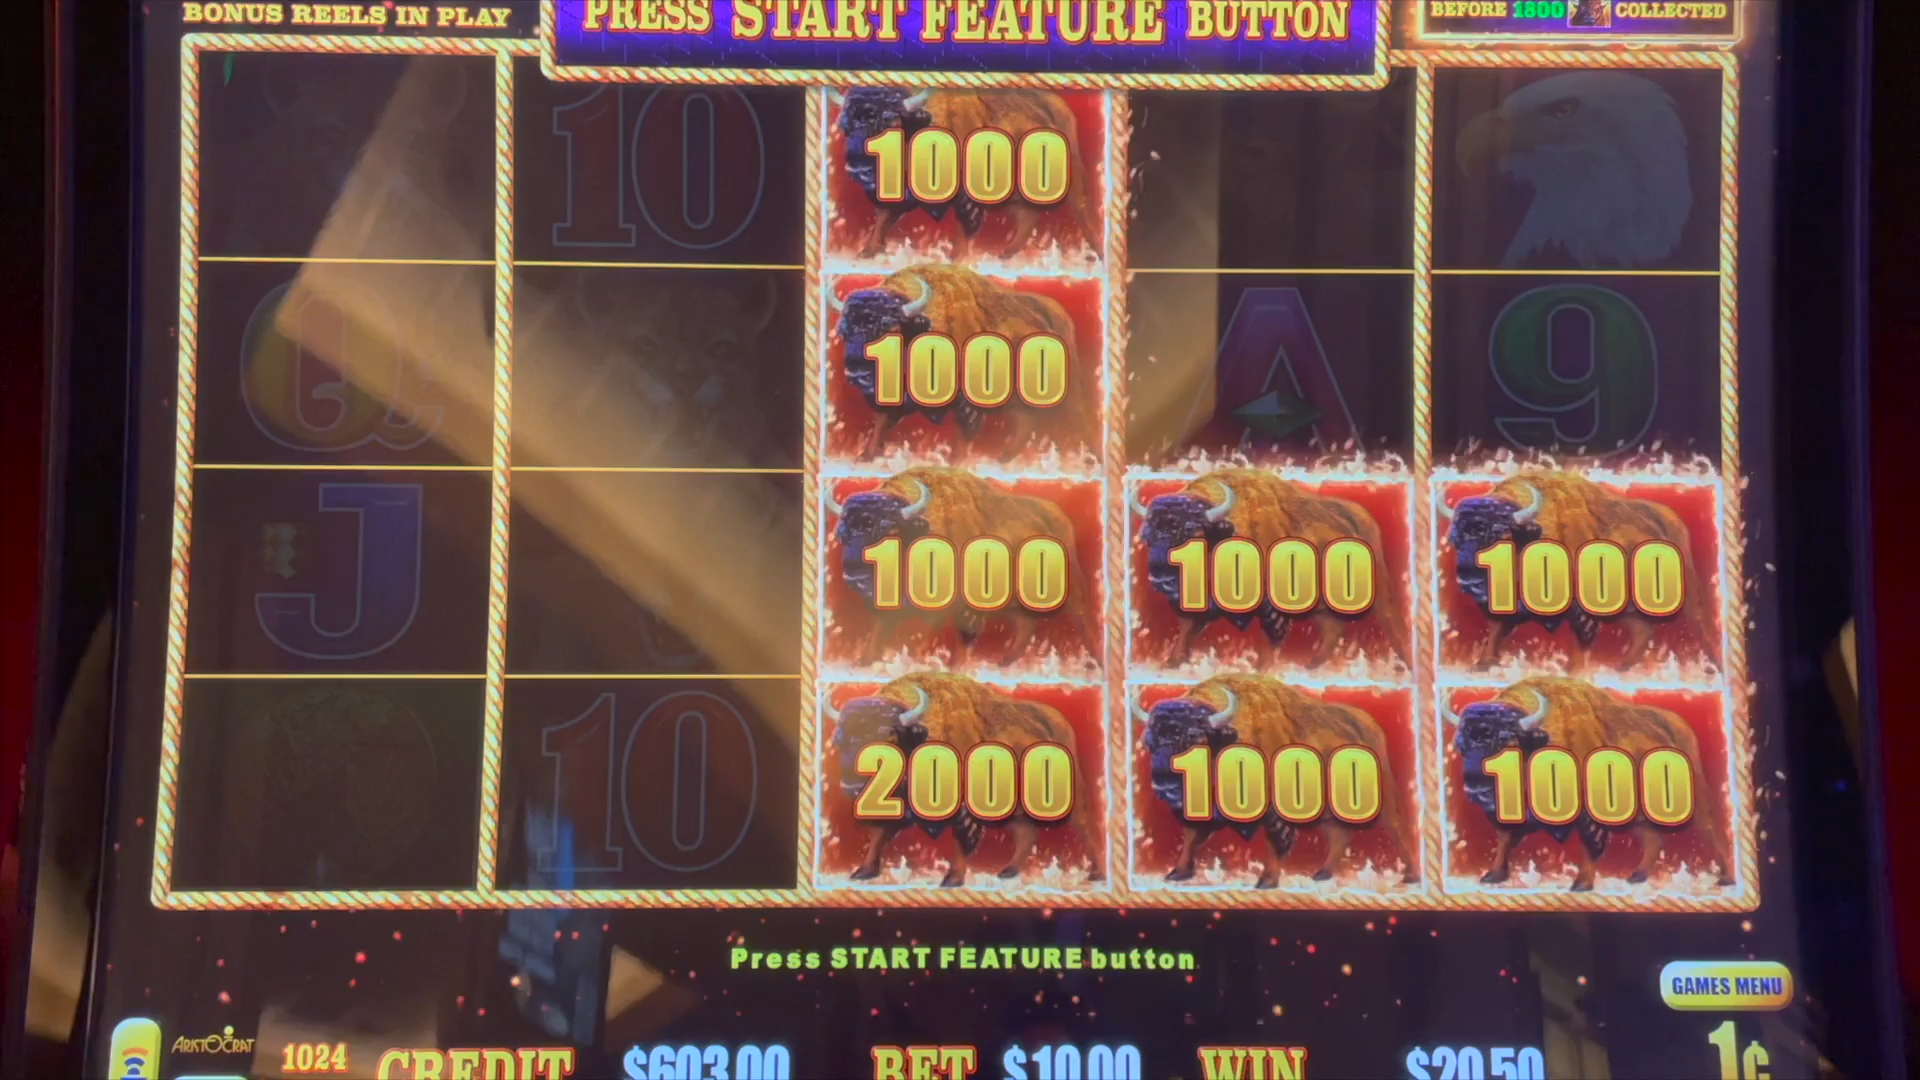 BONUS REELS IN PLAY
PRESS START FEATURE BUTTON
BEFORE 1800 COLLECTED
10 1000
Q 1000 A 9
J 1000 1000 1000
10 2000 1000 1000
Press START FEATURE button
GAMES MENU
ARISTOCRAT
1024 CREDIT $603.00 BET $10.00 WIN $20.50 1¢